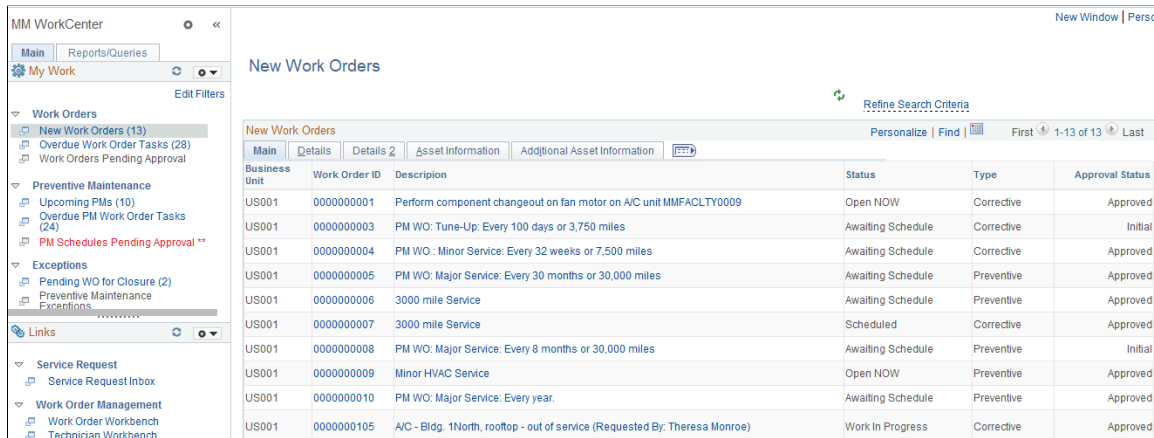 New Window | Perso
MM WorkCenter
Main Reports/Queries
My Work
Edit Filters
Work Orders
New Work Orders (13)
Overdue Work Order Tasks (28)
Work Orders Pending Approval
Preventive Maintenance
Upcoming PMs (10)
Overdue PM Work Order Tasks
(24)
PM Schedules Pending Approval **
Exceptions
Pending WO for Closure (2)
Preventive Maintenance
Exceptions
Links
Service Request
Service Request Inbox
Work Order Management
Work Order Workbench
Technician Workbench
New Work Orders
Refine Search Criteria
New Work Orders Personalize | Find | First 1-13 of 13 Last
Main Details Details 2 Asset Information Additional Asset Information
Business Unit Work Order ID Descripion Status Type Approval Status
US001 0000000001 Perform component changeout on fan motor on A/C unit MMFACLTY0009 Open NOW Corrective Approved
US001 0000000003 PM WO: Tune-Up: Every 100 days or 3,750 miles Awaiting Schedule Corrective Initial
US001 0000000004 PM WO : Minor Service: Every 32 weeks or 7,500 miles Awaiting Schedule Corrective Approved
US001 0000000005 PM WO: Major Service: Every 30 months or 30,000 miles Awaiting Schedule Preventive Approved
US001 0000000006 3000 mile Service Awaiting Schedule Preventive Approved
US001 0000000007 3000 mile Service Scheduled Corrective Approved
US001 0000000008 PM WO: Major Service: Every 8 months or 30,000 miles Awaiting Schedule Preventive Initial
US001 0000000009 Minor HVAC Service Open NOW Preventive Approved
US001 0000000010 PM WO: Major Service: Every year. Awaiting Schedule Preventive Approved
US001 0000000105 A/C - Bldg. 1North, rooftop - out of service (Requested By: Theresa Monroe) Work In Progress Corrective Approved